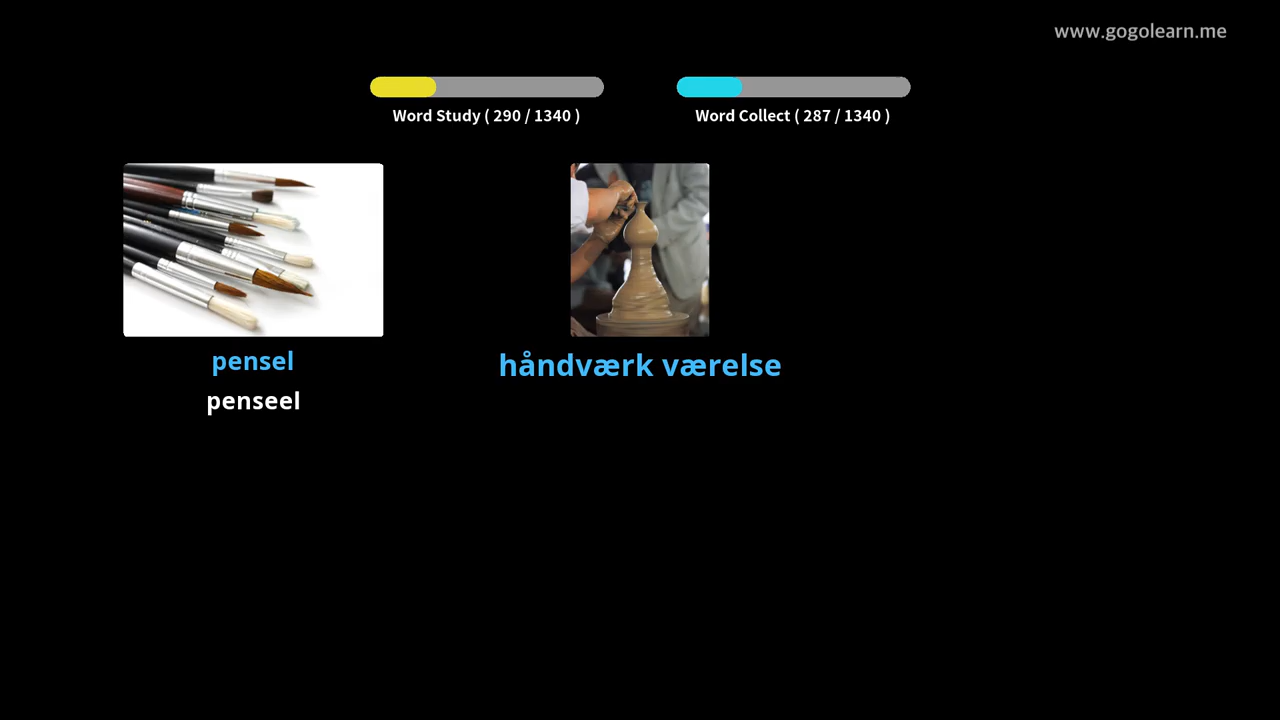 www.gogolearn.me
Word Study ( 290 / 1340 )
Word Collect ( 287 / 1340 )
pensel
penseel
håndværk værelse